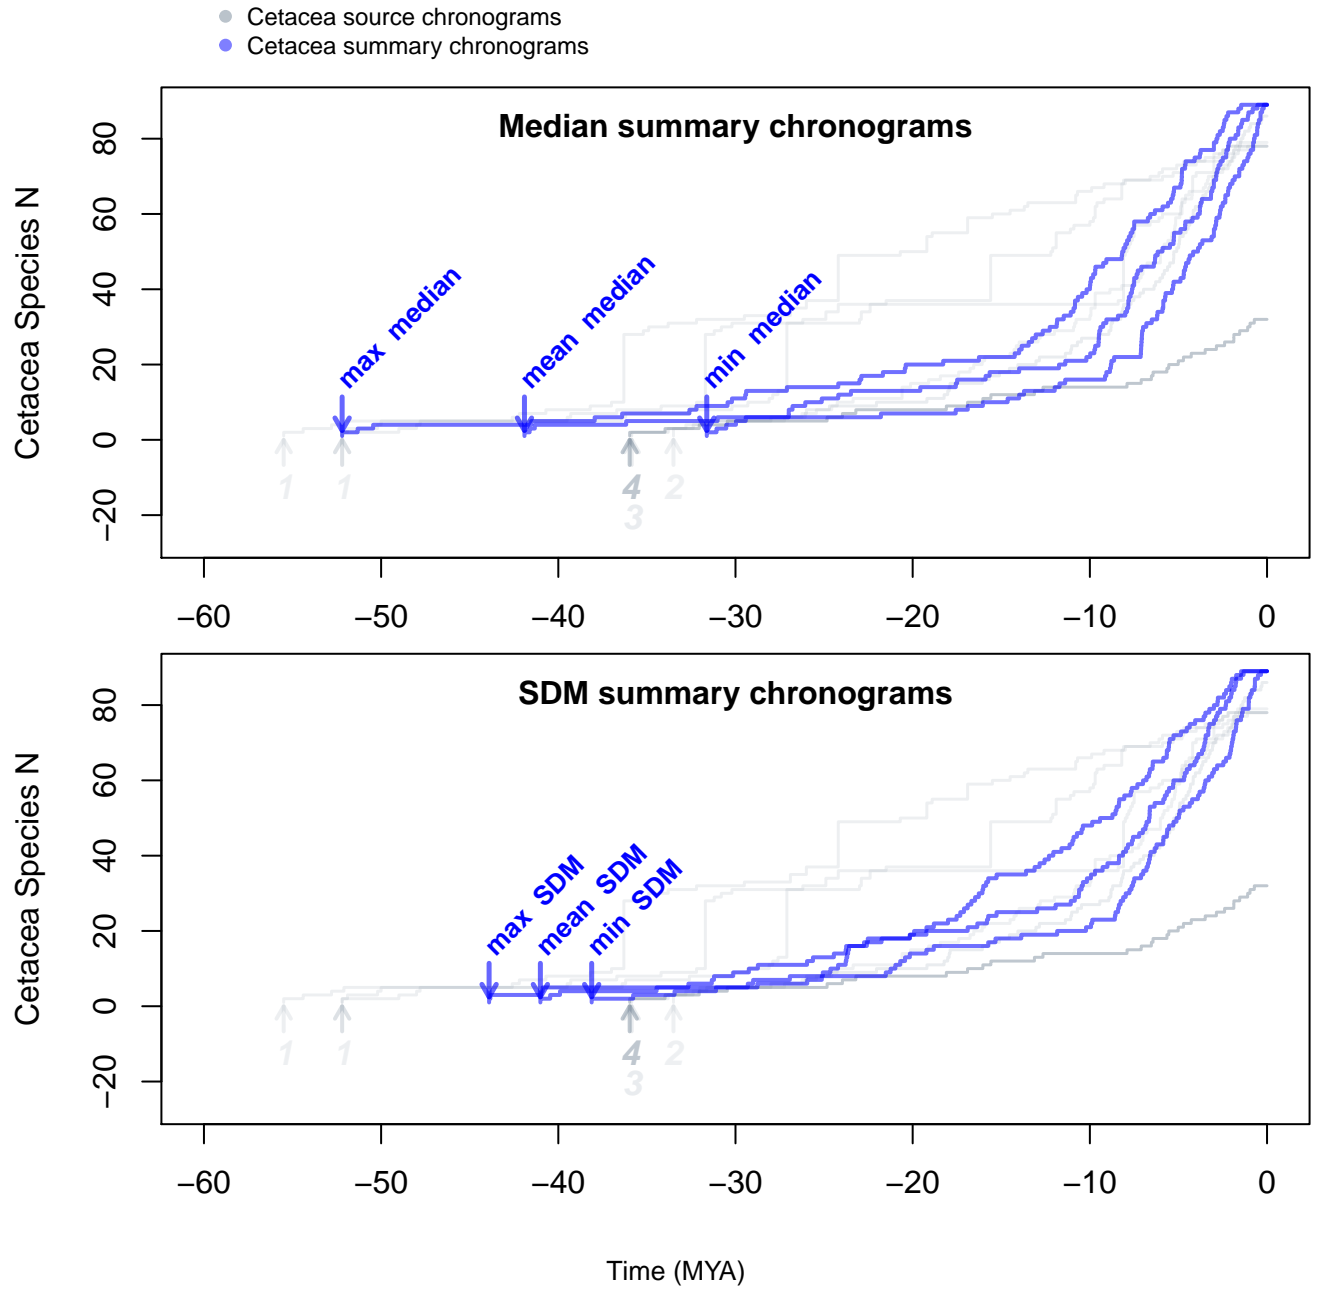 Cetacea source chronograms
Cetacea summary chronograms
Median summary chronograms
Cetacea Species N
80
60
40
20
0
−20
max median
mean median
min median
1
1
4
2
3
−60
−50
−40
−30
−20
−10
0
SDM summary chronograms
Cetacea Species N
80
60
40
20
0
−20
max SDM
mean SDM
min SDM
1
1
4
2
3
−60
−50
−40
−30
−20
−10
0
Time (MYA)